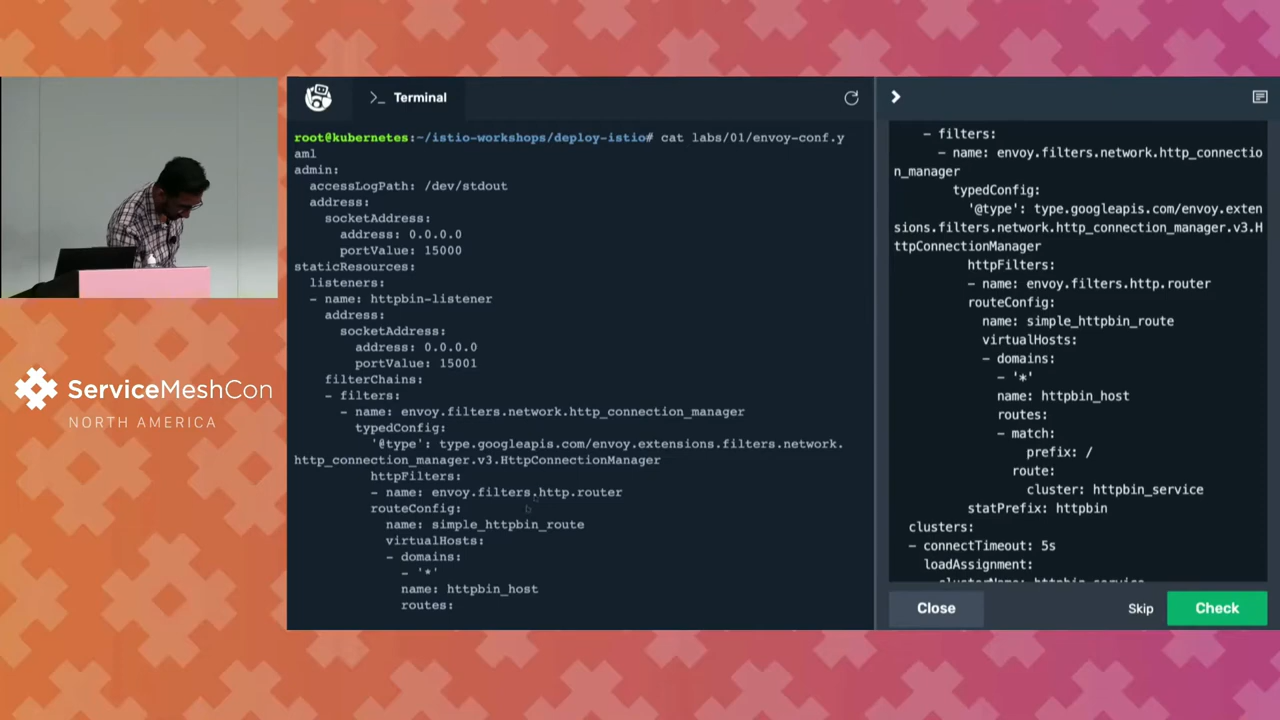 >_ Terminal
root@kubernetes:~/istio-workshops/deploy-istio# cat labs/01/envoy-conf.y
aml
admin:
accessLogPath: /dev/stdout
address:
socketAddress:
address: 0.0.0.0
portValue: 15000
staticResources:
listeners:
- name: httpbin-listener
address:
socketAddress:
address: 0.0.0.0
portValue: 15001
filterChains:
- filters:
- name: envoy.filters.network.http_connection_manager
typedConfig:
'@type': type.googleapis.com/envoy.extensions.filters.network.
http_connection_manager.v3.HttpConnectionManager
httpFilters:
- name: envoy.filters.http.router
routeConfig:
name: simple_httpbin_route
virtualHosts:
- domains:
- '*'
name: httpbin_host
routes:
- filters:
- name: envoy.filters.network.http_connectio
n_manager
typedConfig:
'@type': type.googleapis.com/envoy.exten
sions.filters.network.http_connection_manager.v3.H
ttpConnectionManager
httpFilters:
- name: envoy.filters.http.router
routeConfig:
name: simple_httpbin_route
virtualHosts:
- domains:
- '*'
name: httpbin_host
routes:
- match:
prefix: /
route:
cluster: httpbin_service
statPrefix: httpbin
clusters:
- connectTimeout: 5s
loadAssignment:
clusterName: httpbin_service
Close
Skip
Check
ServiceMeshCon
NORTH AMERICA